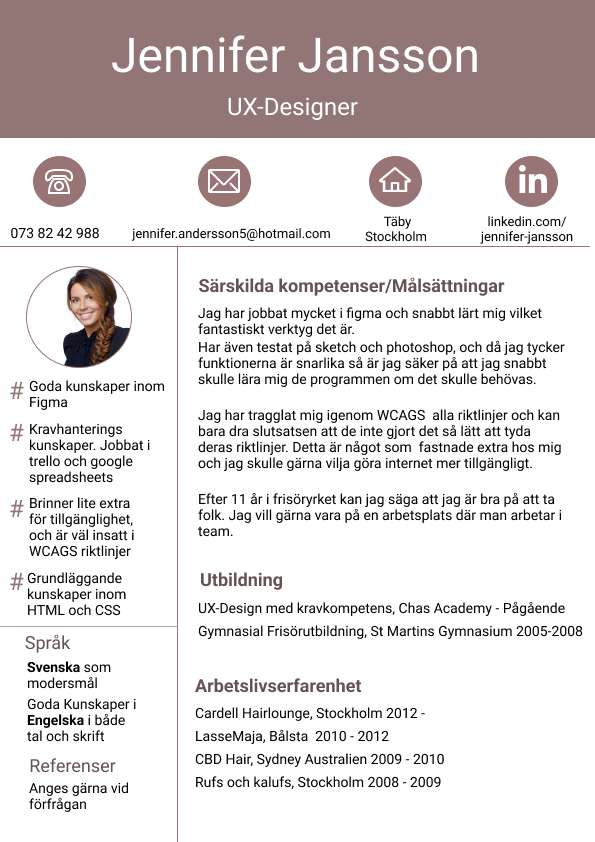 Jennifer Jansson
UX-Designer
073 82 42 988
jennifer.andersson5@hotmail.com
Täby
Stockholm
in
linkedin.com/
jennifer-jansson
# Goda kunskaper inom
Figma
# Kravhanterings
kunskaper. Jobbat i
trello och google
spreadsheets
# Brinner lite extra
för tillgänglighet,
och är väl insatt i
WCAGS riktlinjer
# Grundläggande
kunskaper inom
HTML och CSS
Språk
Svenska som
modersmål
Goda Kunskaper i
Engelska i både
tal och skrift
Referenser
Anges gärna vid
förfrågan
Särskilda kompetenser/Målsättningar
Jag har jobbat mycket i figma och snabbt lärt mig vilket
fantastiskt verktyg det är.
Har även testat på sketch och photoshop, och då jag tycker
funktionerna är snarlika så är jag säker på att jag snabbt
skulle lära mig de programmen om det skulle behövas.
Jag har tragglat mig igenom WCAGS  alla riktlinjer och kan
bara dra slutsatsen att de inte gjort det så lätt att tyda
deras riktlinjer. Detta är något som  fastnade extra hos mig
och jag skulle gärna vilja göra internet mer tillgängligt.
Efter 11 år i frisöryrket kan jag säga att jag är bra på att ta
folk. Jag vill gärna vara på en arbetsplats där man arbetar i
team.
Utbildning
UX-Design med kravkompetens, Chas Academy - Pågående
Gymnasial Frisörutbildning, St Martins Gymnasium 2005-2008
Arbetslivserfarenhet
Cardell Hairlounge, Stockholm 2012 -
LasseMaja, Bålsta  2010 - 2012
CBD Hair, Sydney Australien 2009 - 2010
Rufs och kalufs, Stockholm 2008 - 2009